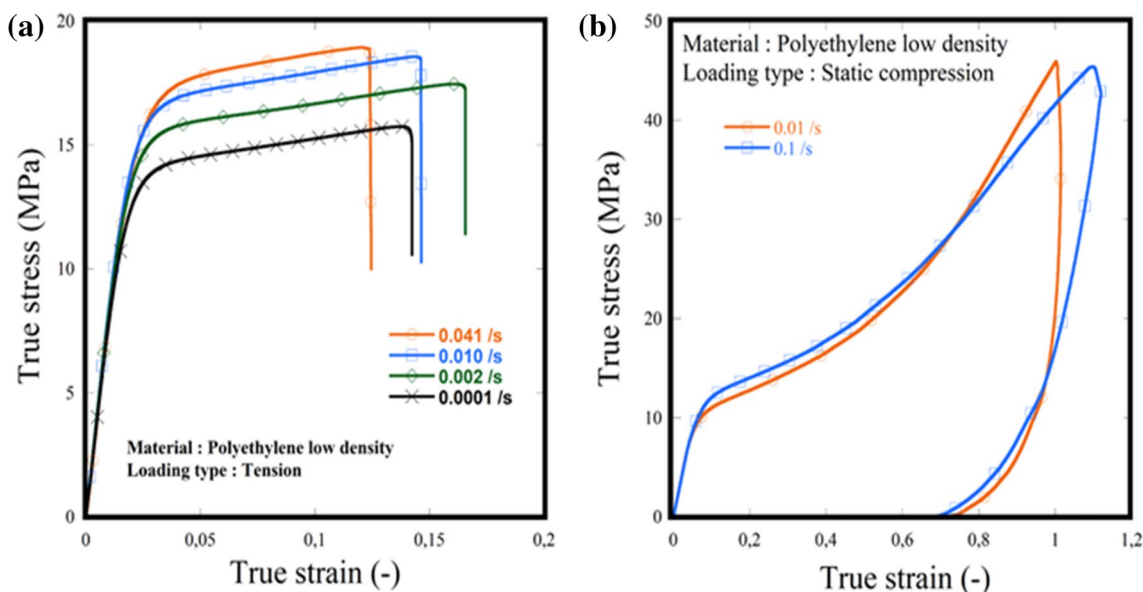 (a)
20
15
10
5
0
True stress (MPa)
0
0,05
0,1
0,15
0,2
True strain (-)
0.041 /s
0.010 /s
0.002 /s
0.0001 /s
Material : Polyethylene low density
Loading type : Tension
(b)
50
40
30
20
10
0
True stress (MPa)
0
0,2
0,4
0,6
0,8
1
1,2
True strain (-)
Material : Polyethylene low density
Loading type : Static compression
0.01 /s
0.1 /s